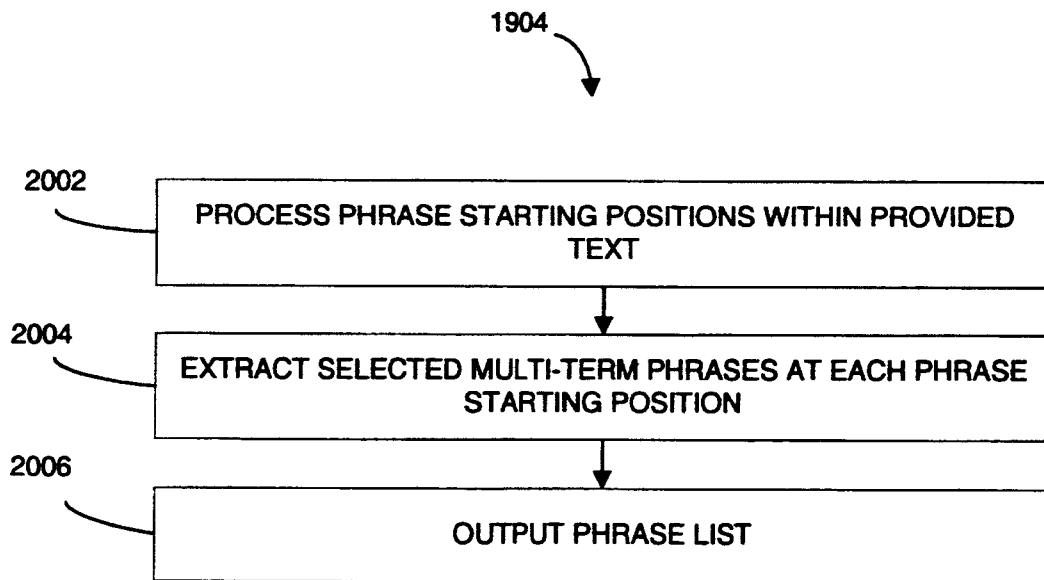 1904
2002
PROCESS PHRASE STARTING POSITIONS WITHIN PROVIDED
TEXT
2004
EXTRACT SELECTED MULTI-TERM PHRASES AT EACH PHRASE
STARTING POSITION
2006
OUTPUT PHRASE LIST